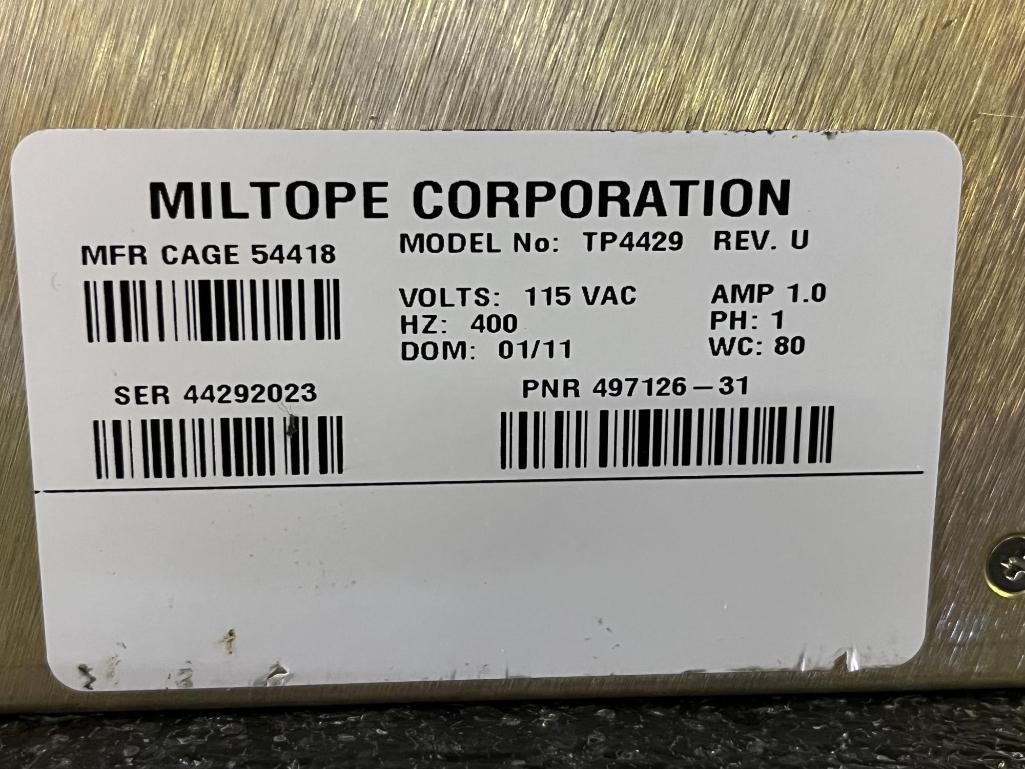 MILTOPE CORPORATION
MFR CAGE 54418
MODEL No: TP4429 REV. U
VOLTS: 115 VAC AMP 1.0
HZ: 400 PH: 1
DOM: 01/11 WC: 80
SER 44292023
PNR 497126-31